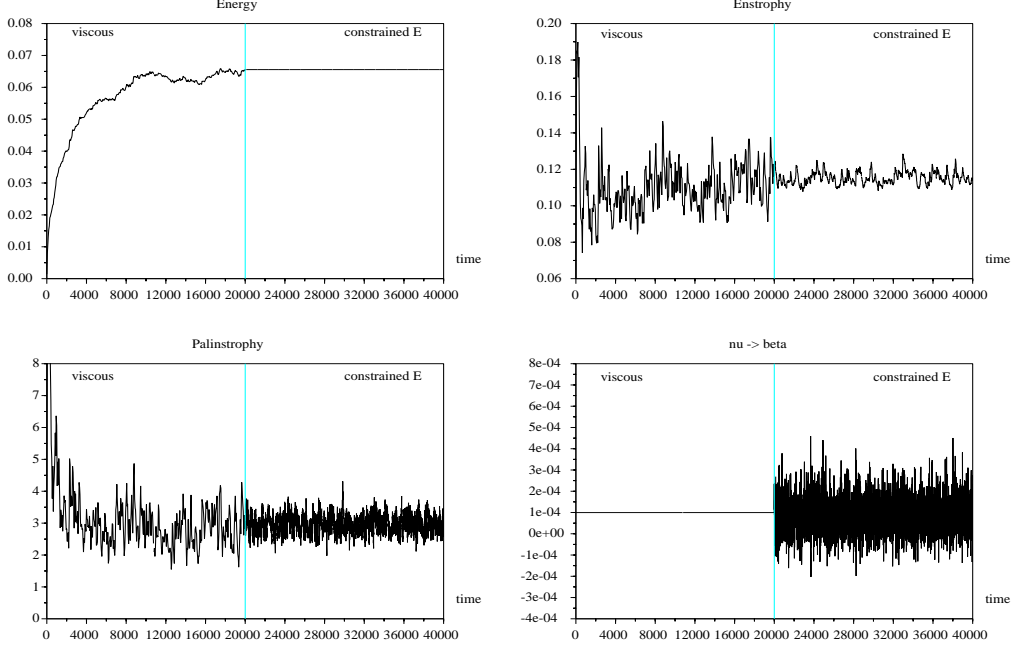 Energy
0.08
0.07
0.06
0.05
0.04
0.03
0.02
0.01
0.00
viscous
constrained E
time
0 4000 8000 12000 16000 20000 24000 28000 32000 36000 40000
Enstrophy
0.20
0.18
0.16
0.14
0.12
0.10
0.08
0.06
viscous
constrained E
time
0 4000 8000 12000 16000 20000 24000 28000 32000 36000 40000
Palinstrophy
8
7
6
5
4
3
2
1
0
viscous
constrained E
time
0 4000 8000 12000 16000 20000 24000 28000 32000 36000 40000
nu -> beta
8e-04
7e-04
6e-04
5e-04
4e-04
3e-04
2e-04
1e-04
0e+00
-1e-04
-2e-04
-3e-04
-4e-04
viscous
constrained E
time
0 4000 8000 12000 16000 20000 24000 28000 32000 36000 40000